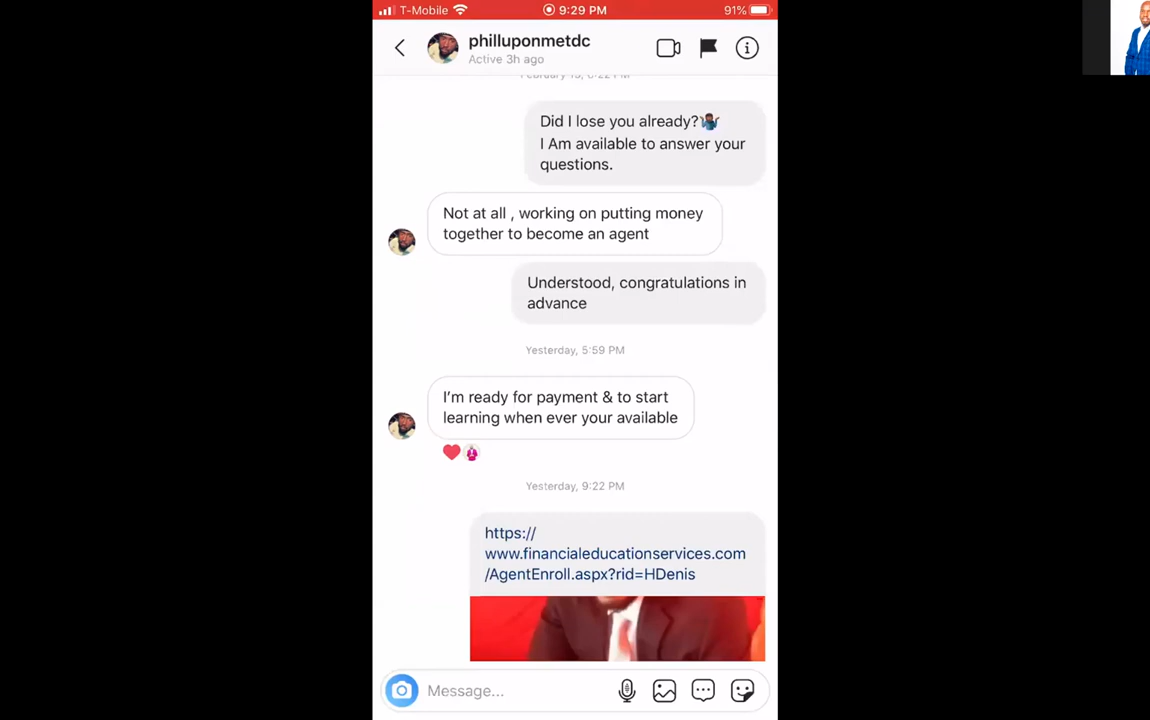 T-Mobile
9:29 PM
91%
philluponmetdc
Active 3h ago
Did I lose you already?🤷🏾‍♂️
I Am available to answer your
questions.
Not at all , working on putting money
together to become an agent
Understood, congratulations in
advance
Yesterday, 5:59 PM
I'm ready for payment & to start
learning when ever your available
Yesterday, 9:22 PM
https://
www.financialeducationservices.com
/AgentEnroll.aspx?rid=HDenis
Message...